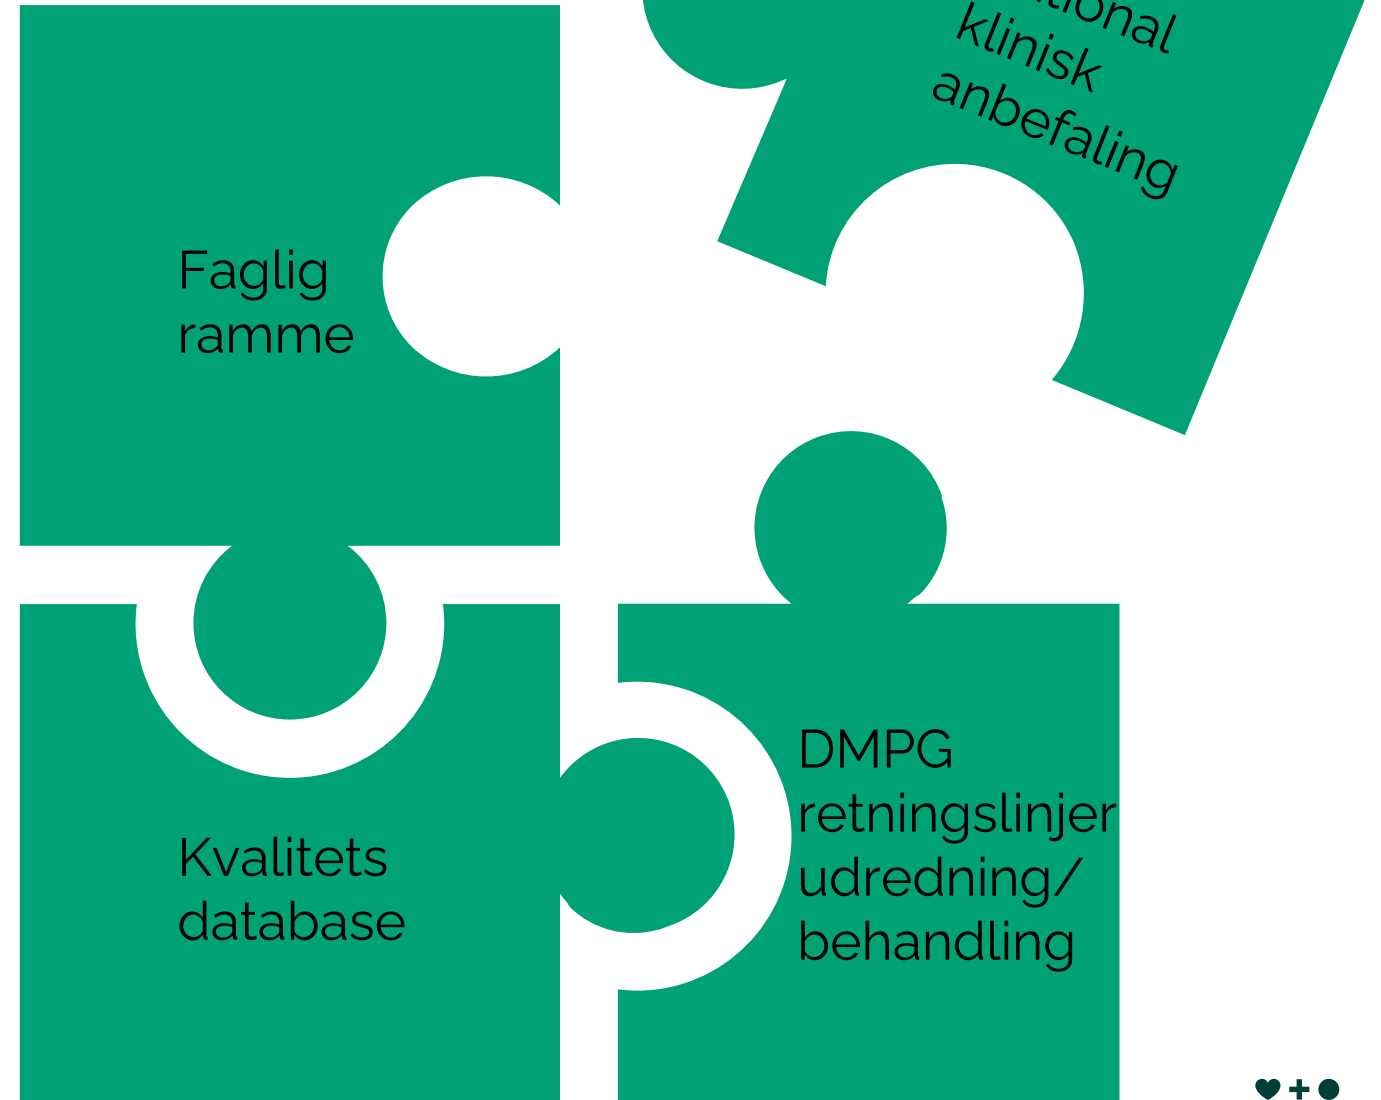 klinisk
anbefaling
Faglig
ramme
DMPG
retningslinjer
udredning/
behandling
Kvalitets
database